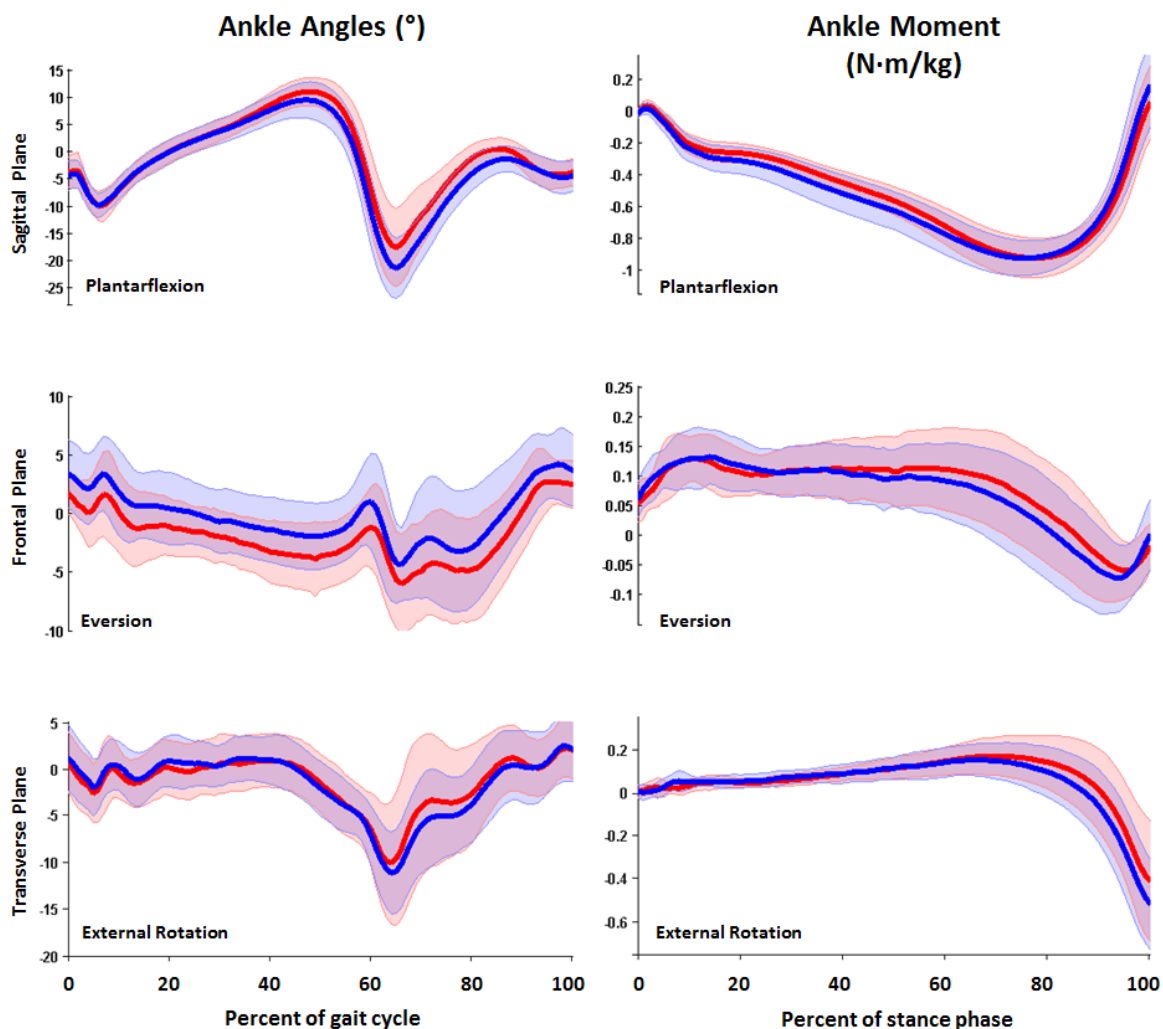 Ankle Angles (°)
Ankle Moment
(N·m/kg)
Sagittal Plane
15
10
5
0
-5
-10
-15
-20
-25
Plantarflexion
0.2
0
-0.2
-0.4
-0.6
-0.8
-1
Plantarflexion
Frontal Plane
10
5
0
-5
-10
Eversion
0.25
0.2
0.15
0.1
0.05
0
-0.05
-0.1
Eversion
Transverse Plane
5
0
-5
-10
-15
-20
External Rotation
0.2
0
-0.2
-0.4
-0.6
External Rotation
0 20 40 60 80 100
0 20 40 60 80 100
Percent of gait cycle
Percent of stance phase